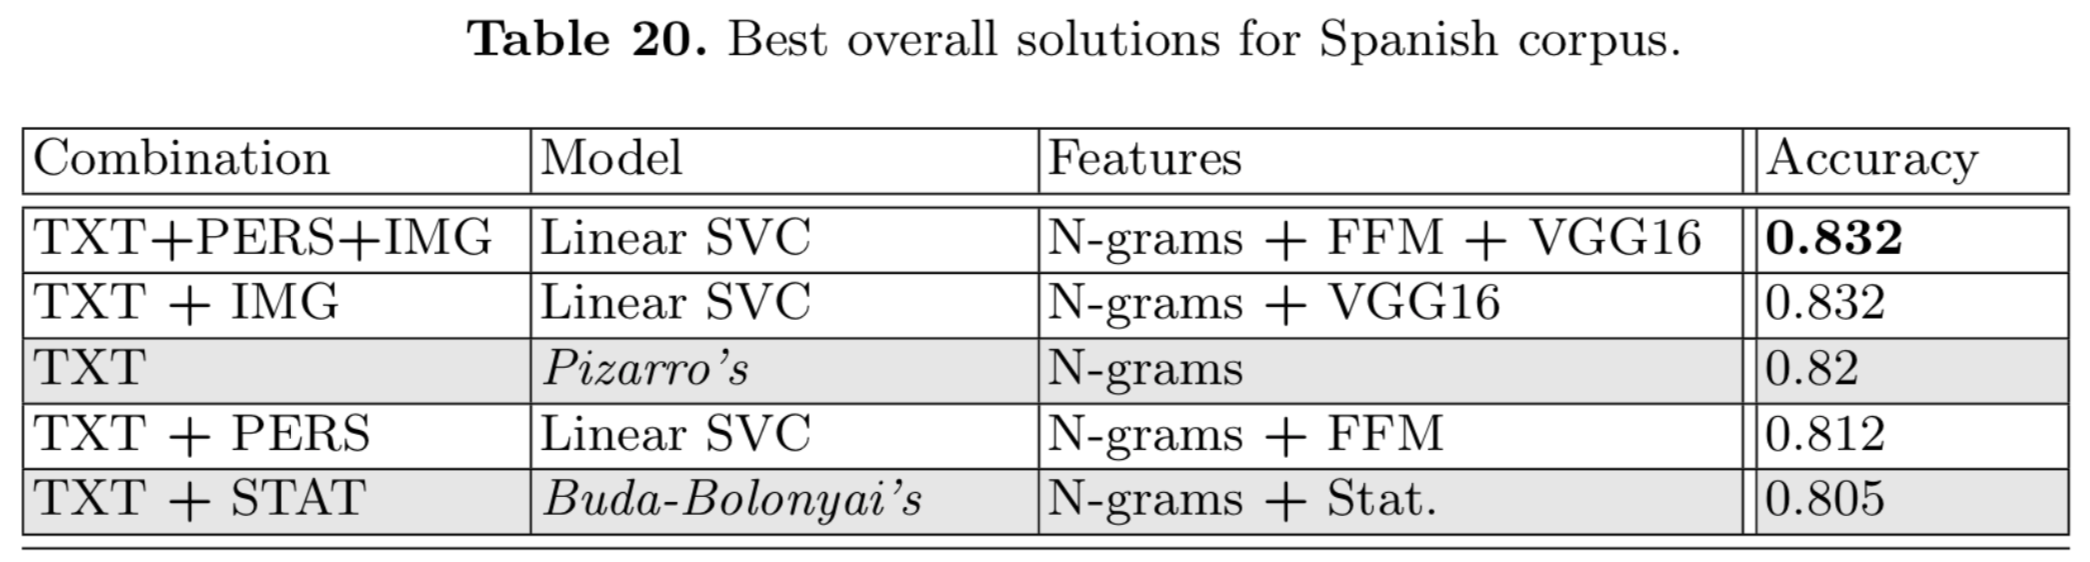 Table 20. Best overall solutions for Spanish corpus.
Combination Model Features Accuracy
TXT+PERS+IMG Linear SVC N-grams + FFM + VGG16 0.832
TXT + IMG Linear SVC N-grams + VGG16 0.832
TXT Pizarro's N-grams 0.82
TXT + PERS Linear SVC N-grams + FFM 0.812
TXT + STAT Buda-Bolonyai's N-grams + Stat. 0.805